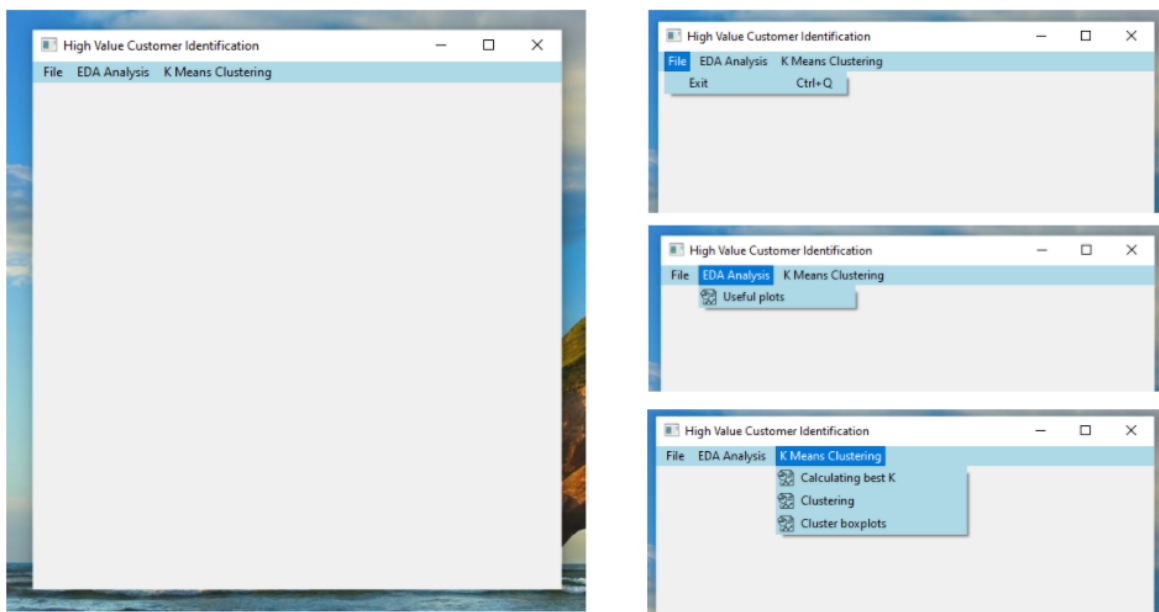 High Value Customer Identification
File EDA Analysis K Means Clustering
High Value Customer Identification
File EDA Analysis K Means Clustering
Exit Ctrl+Q
High Value Customer Identification
File EDA Analysis K Means Clustering
Useful plots
High Value Customer Identification
File EDA Analysis K Means Clustering
Calculating best K
Clustering
Cluster boxplots